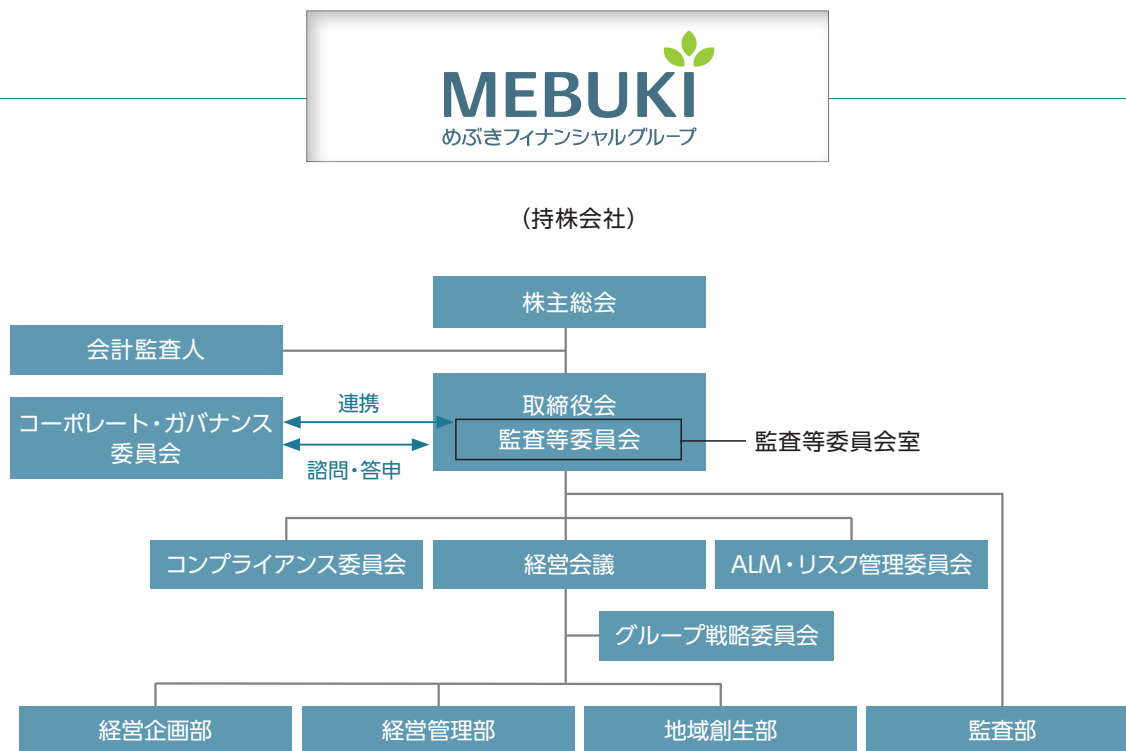 MEBUKI
めぶきフィナンシャルグループ
（持株会社）
株主総会
会計監査人
取締役会
監査等委員会
監査等委員会室
コーポレート・ガバナンス
委員会
連携
諮問・答申
コンプライアンス委員会
経営会議
ALM・リスク管理委員会
グループ戦略委員会
経営企画部
経営管理部
地域創生部
監査部